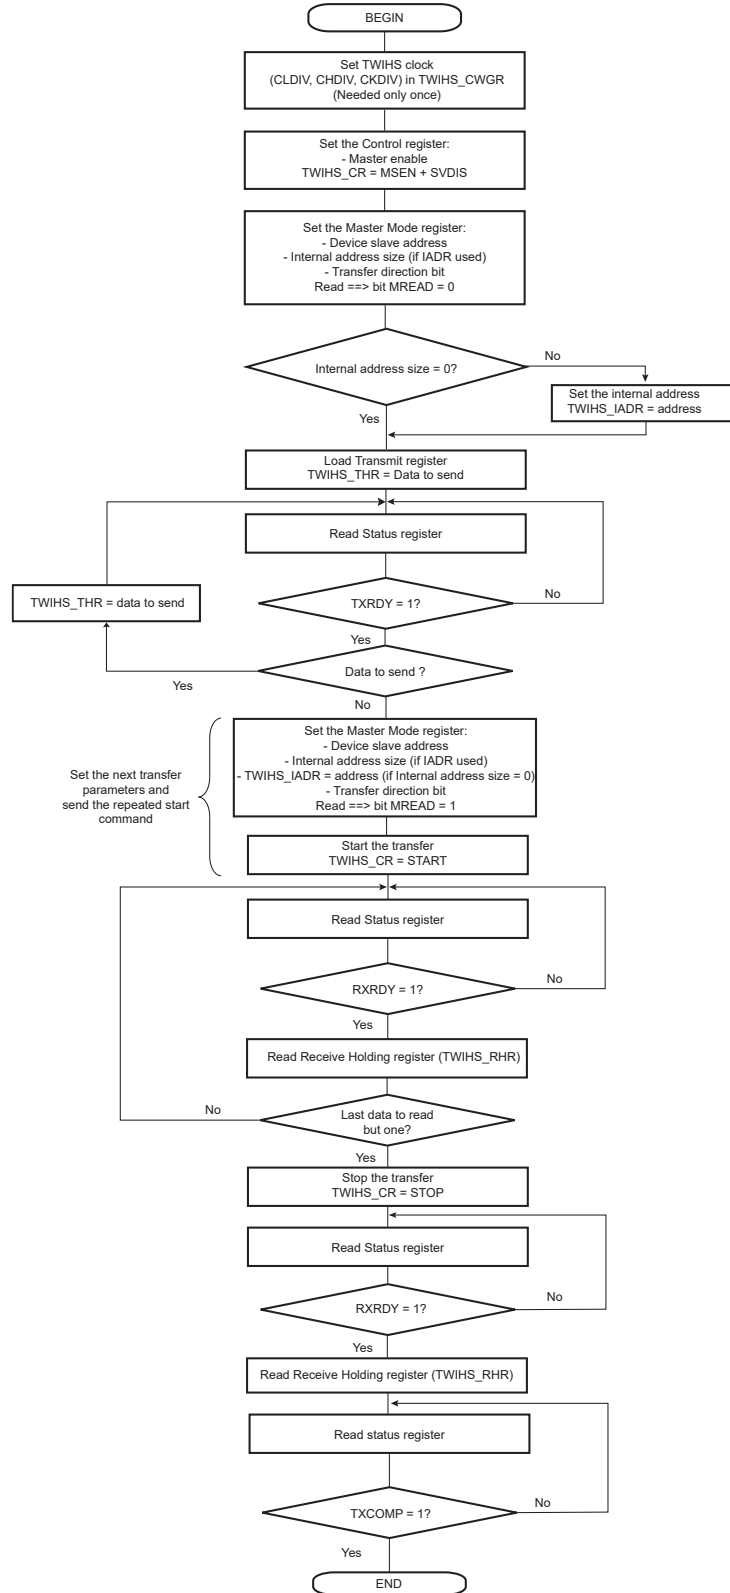 BEGIN
Set TWIHS clock
(CLDIV, CHDIV, CKDIV) in TWIHS_CWGR
(Needed only once)
Set the Control register:
- Master enable
TWIHS_CR = MSEN + SVDIS
Set the Master Mode register:
- Device slave address
- Internal address size (if IADR used)
- Transfer direction bit
Read ==> bit MREAD = 0
Internal address size = 0?
No
Set the internal address
TWIHS_IADR = address
Yes
Load Transmit register
TWIHS_THR = Data to send
Read Status register
TWIHS_THR = data to send
TXRDY = 1?
No
Yes
Data to send ?
Yes
No
Set the next transfer
parameters and
send the repeated start
command
Set the Master Mode register:
- Device slave address
- Internal address size (if IADR used)
- TWIHS_IADR = address (if Internal address size = 0)
- Transfer direction bit
Read ==> bit MREAD = 1
Start the transfer
TWIHS_CR = START
Read Status register
RXRDY = 1?
No
Yes
Read Receive Holding register (TWIHS_RHR)
No
Last data to read
but one?
Yes
Stop the transfer
TWIHS_CR = STOP
Read Status register
RXRDY = 1?
No
Yes
Read Receive Holding register (TWIHS_RHR)
Read status register
TXCOMP = 1?
No
Yes
END